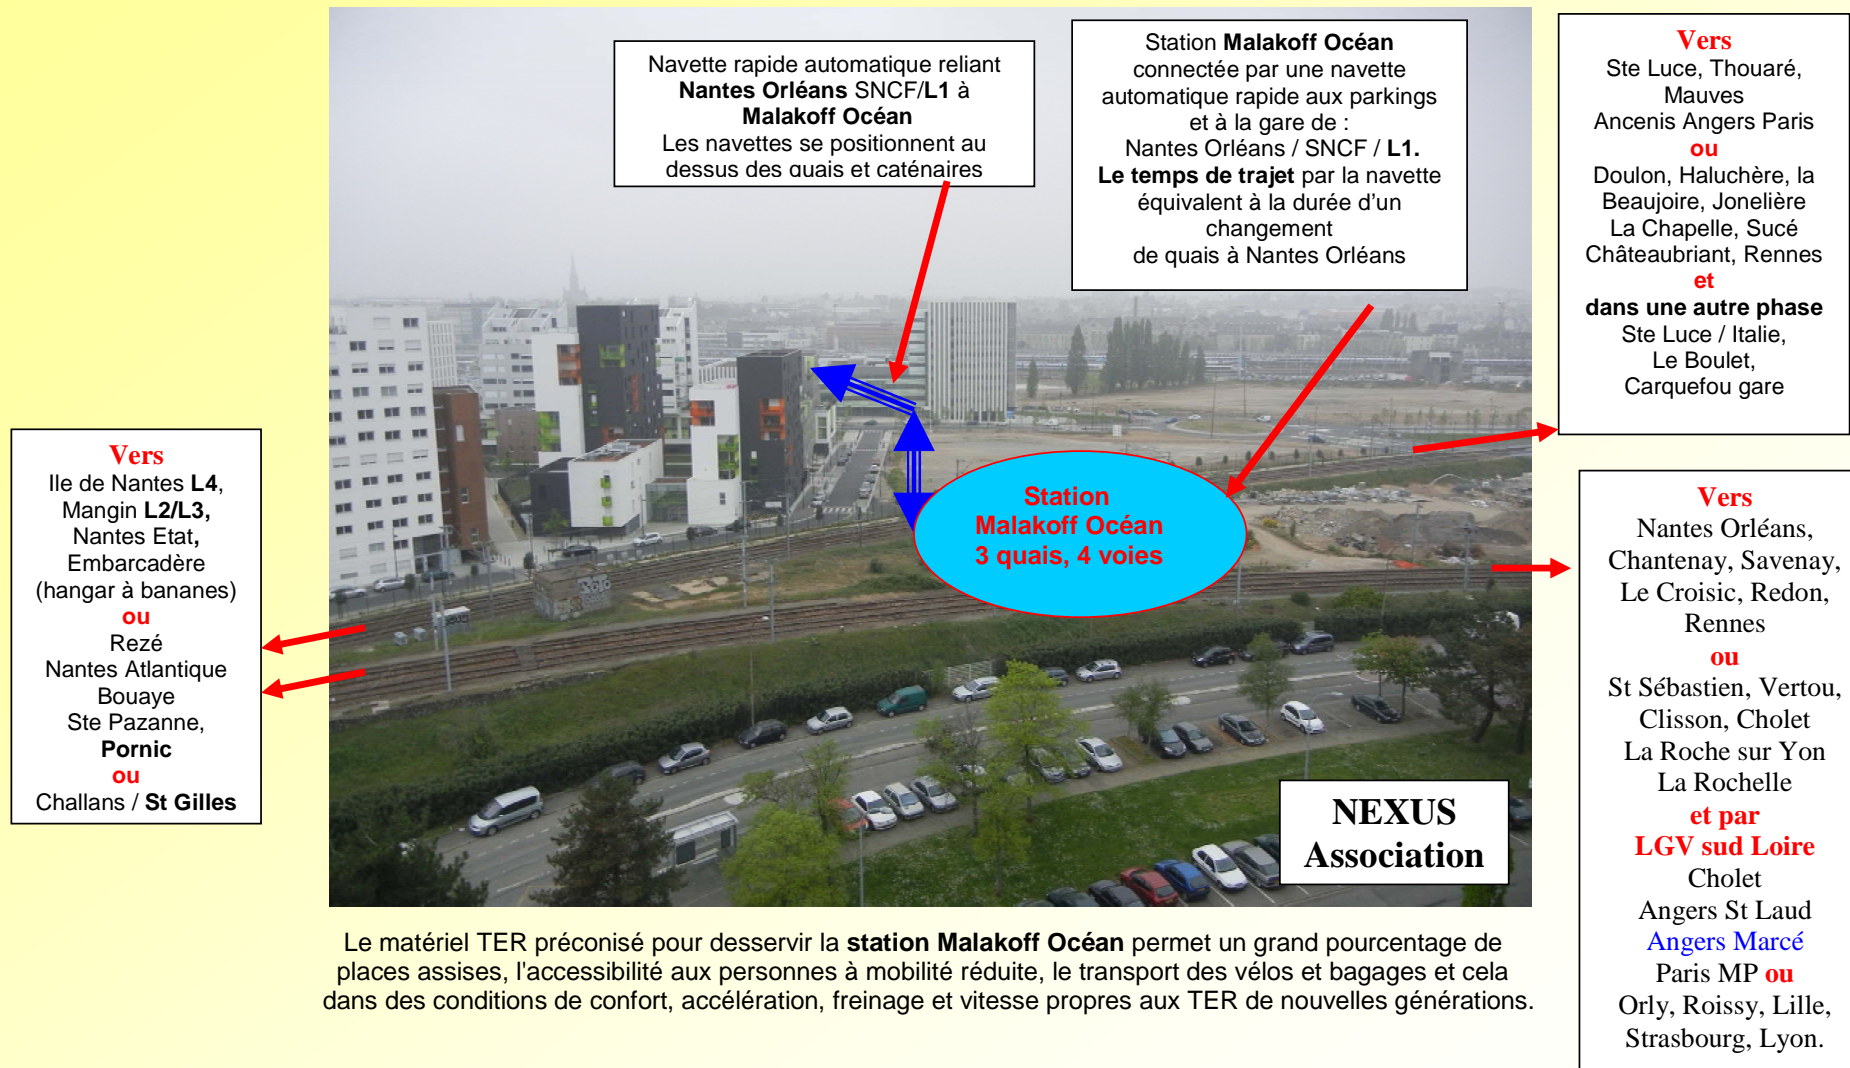 Navette rapide automatique reliant
Nantes Orléans SNCF/L1 à
Malakoff Océan
Les navettes se positionnent au
dessus des quais et caténaires
Station Malakoff Océan
connectée par une navette
automatique rapide aux parkings
et à la gare de :
Nantes Orléans / SNCF / L1.
Le temps de trajet par la navette
équivalent à la durée d'un
changement
de quais à Nantes Orléans
Vers
Ste Luce, Thouaré,
Mauves
Ancenis Angers Paris
ou
Doulon, Haluchère, la
Beaujoire, Jonelière
La Chapelle, Sucé
Châteaubriant, Rennes
et
dans une autre phase
Ste Luce / Italie,
Le Boulet,
Carquefou gare
Vers
Ile de Nantes L4,
Mangin L2/L3,
Nantes Etat,
Embarcadère
(hangar à bananes)
ou
Rezé
Nantes Atlantique
Bouaye
Ste Pazanne,
Pornic
ou
Challans / St Gilles
Station
Malakoff Océan
3 quais, 4 voies
Vers
Nantes Orléans,
Chantenay, Savenay,
Le Croisic, Redon,
Rennes
ou
St Sébastien, Vertou,
Clisson, Cholet
La Roche sur Yon
La Rochelle
et par
LGV sud Loire
Cholet
Angers St Laud
Angers Marcé
Paris MP ou
Orly, Roissy, Lille,
Strasbourg, Lyon.
NEXUS
Association
Le matériel TER préconisé pour desservir la station Malakoff Océan permet un grand pourcentage de
places assises, l'accessibilité aux personnes à mobilité réduite, le transport des vélos et bagages et cela
dans des conditions de confort, accélération, freinage et vitesse propres aux TER de nouvelles générations.